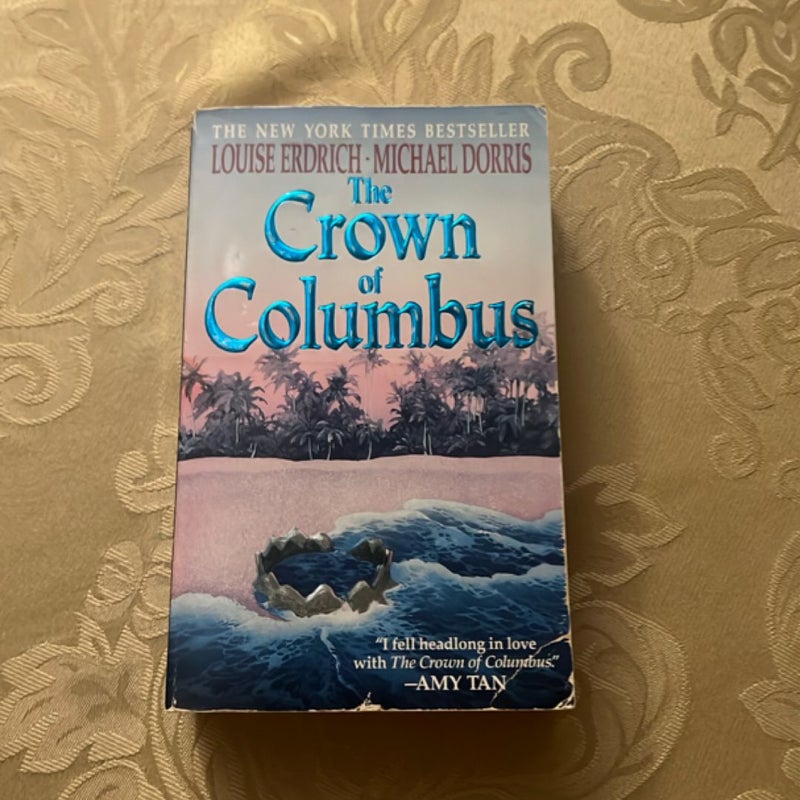 THE NEW YORK TIMES BESTSELLER
LOUISE ERDRICH · MICHAEL DORRIS
The
Crown
of
Columbus
"I fell headlong in love
with The Crown of Columbus."
—AMY TAN